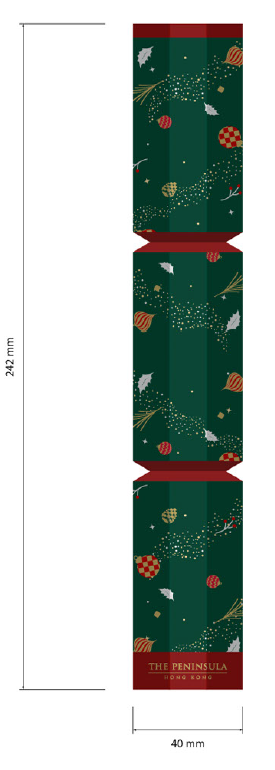 242 mm
THE PENINSULA
HONG KONG
40 mm